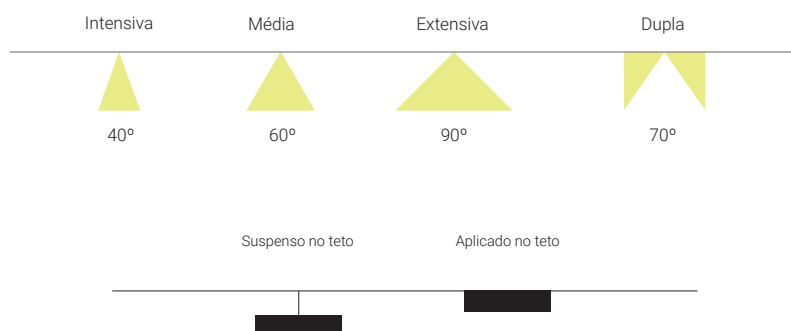 Intensiva Média Extensiva Dupla
40º 60º 90º 70º
Suspenso no teto Aplicado no teto